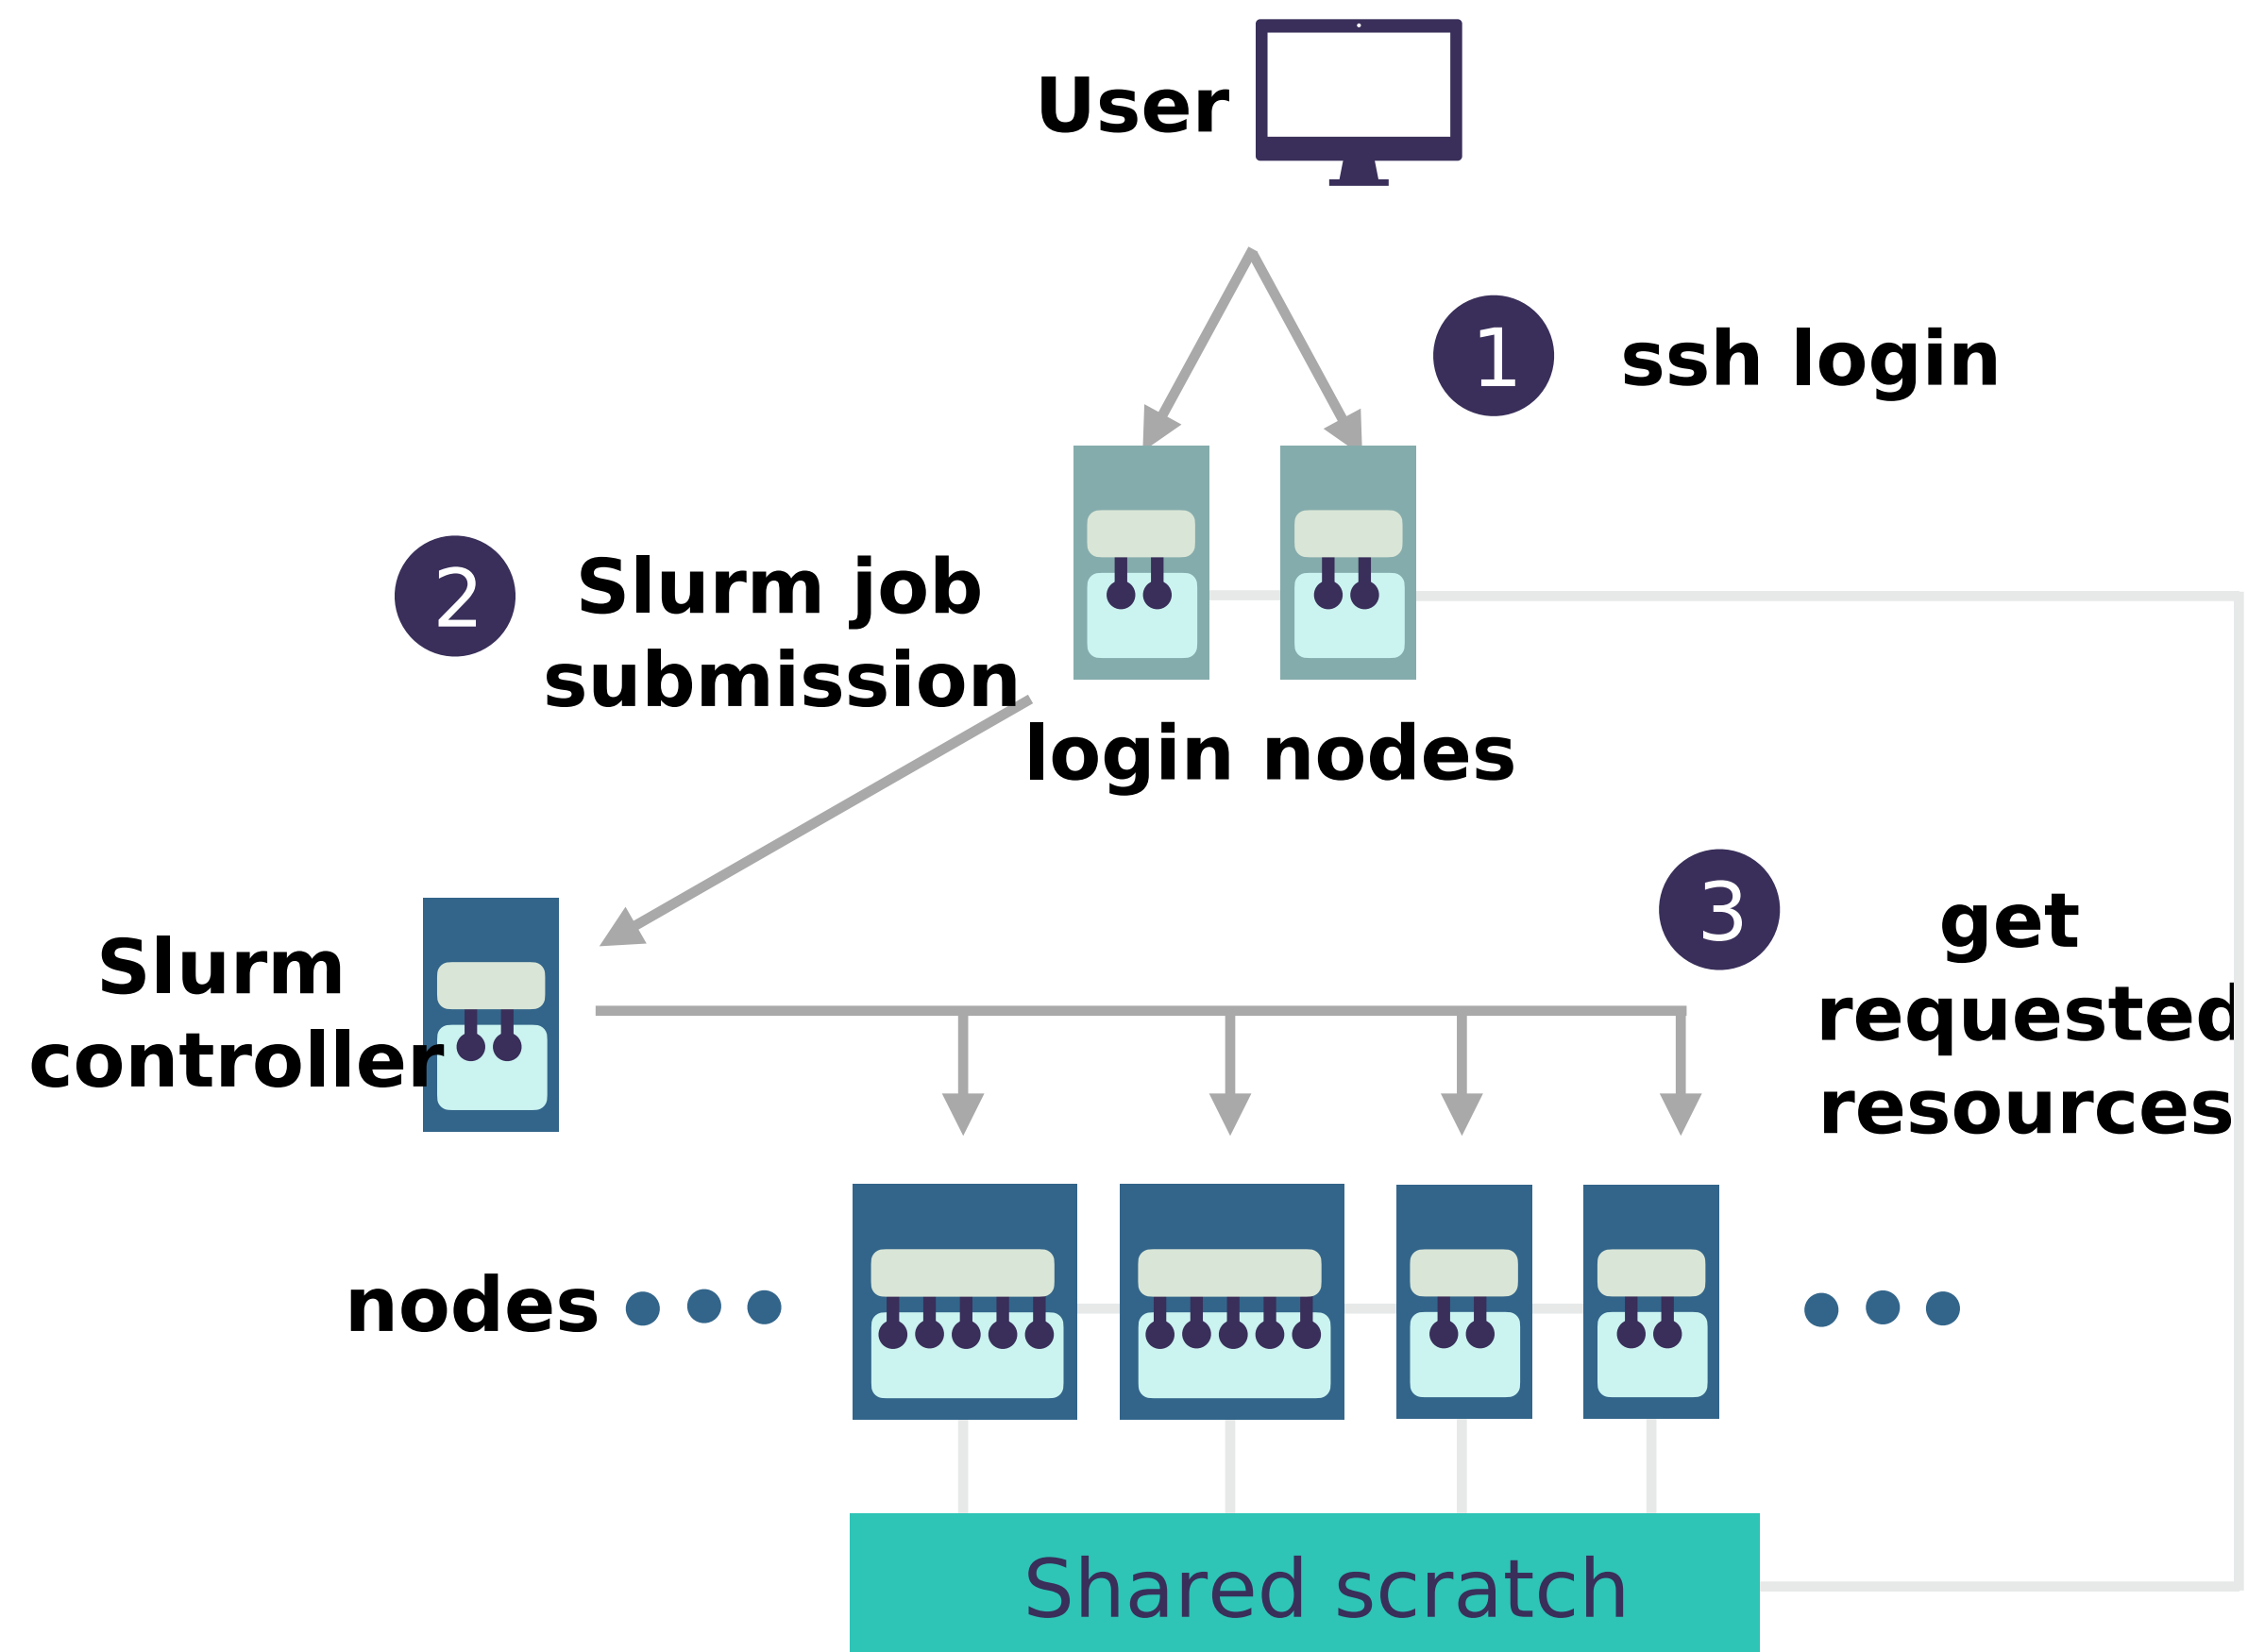 User
1
ssh login
2
Slurm job
submission
login nodes
3
get
requested
resources
Slurm
controller
nodes
Shared scratch